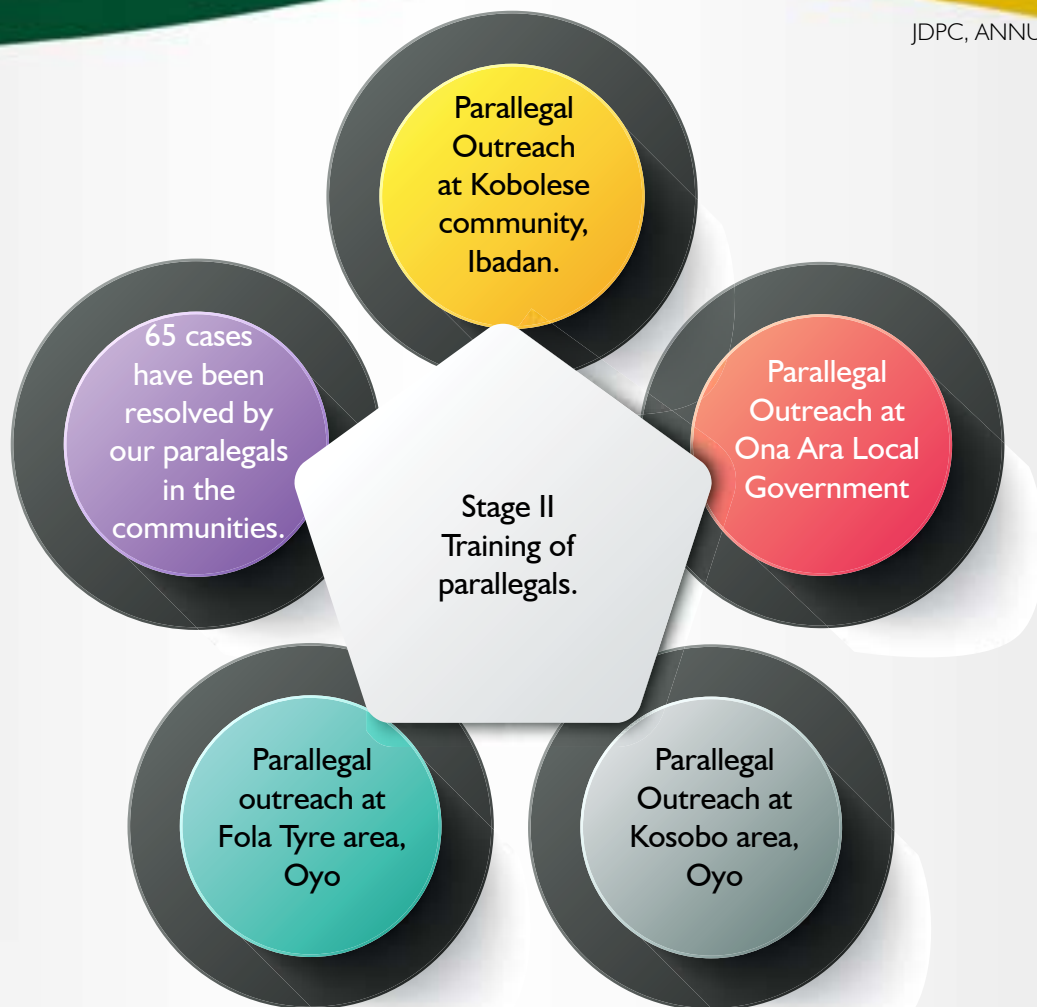 JDPC, ANNU
Parallegal
Outreach
at Kobolese
community,
Ibadan.
65 cases
have been
resolved by
our paralegals
in the
communities.
Parallegal
Outreach at
Ona Ara Local
Government
Stage II
Training of
parallegals.
Parallegal
outreach at
Fola Tyre area,
Oyo
Parallegal
Outreach at
Kosobo area,
Oyo